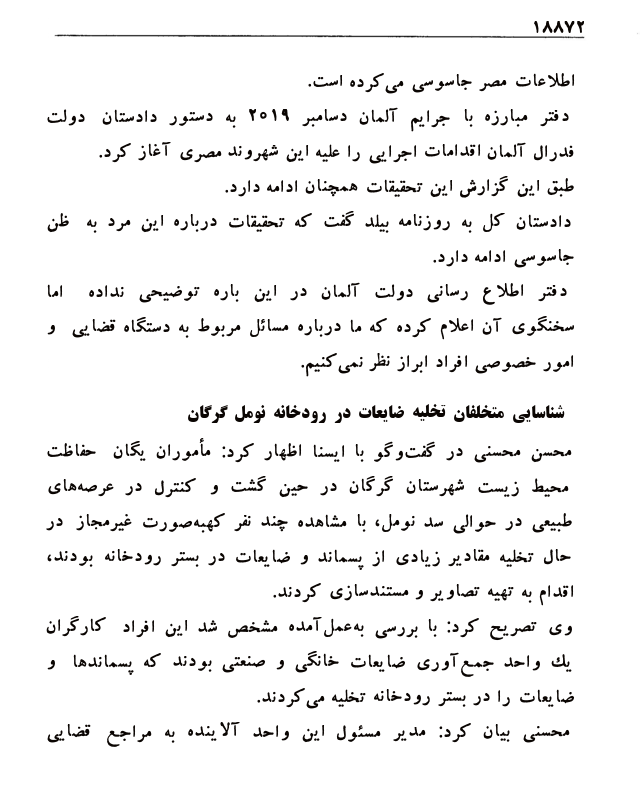 ۱۸۸۷۲
اطلاعات مصر جاسوسی می‌کرده است.
دفتر مبارزه با جرایم آلمان دسامبر ۲۰۱۹ به دستور دادستان دولت
فدرال آلمان اقدامات اجرایی را علیه این شهروند مصری آغاز کرد.
طبق این گزارش این تحقیقات همچنان ادامه دارد.
دادستان کل به روزنامه بیلد گفت که تحقیقات درباره این مرد به ظن
جاسوسی ادامه دارد.
دفتر اطلاع رسانی دولت آلمان در این باره توضیحی نداده اما
سخنگوی آن اعلام کرده که ما درباره مسائل مربوط به دستگاه قضایی و
امور خصوصی افراد ابراز نظر نمی‌کنیم.
شناسایی متخلفان تخلیه ضایعات در رودخانه نومل گرگان
محسن محسنی در گفت‌وگو با ایسنا اظهار کرد: مأموران یگان حفاظت
محیط زیست شهرستان گرگان در حین گشت و کنترل در عرصه‌های
طبیعی در حوالی سد نومل، با مشاهده چند نفر کهبه‌صورت غیرمجاز در
حال تخلیه مقادیر زیادی از پسماند و ضایعات در بستر رودخانه بودند،
اقدام به تهیه تصاویر و مستندسازی کردند.
وی تصریح کرد: با بررسی به‌عمل‌آمده مشخص شد این افراد کارگران
یك واحد جمع‌آوری ضایعات خانگی و صنعتی بودند که پسماندها و
ضایعات را در بستر رودخانه تخلیه می‌کردند.
محسنی بیان کرد: مدیر مسئول این واحد آلاینده به مراجع قضایی